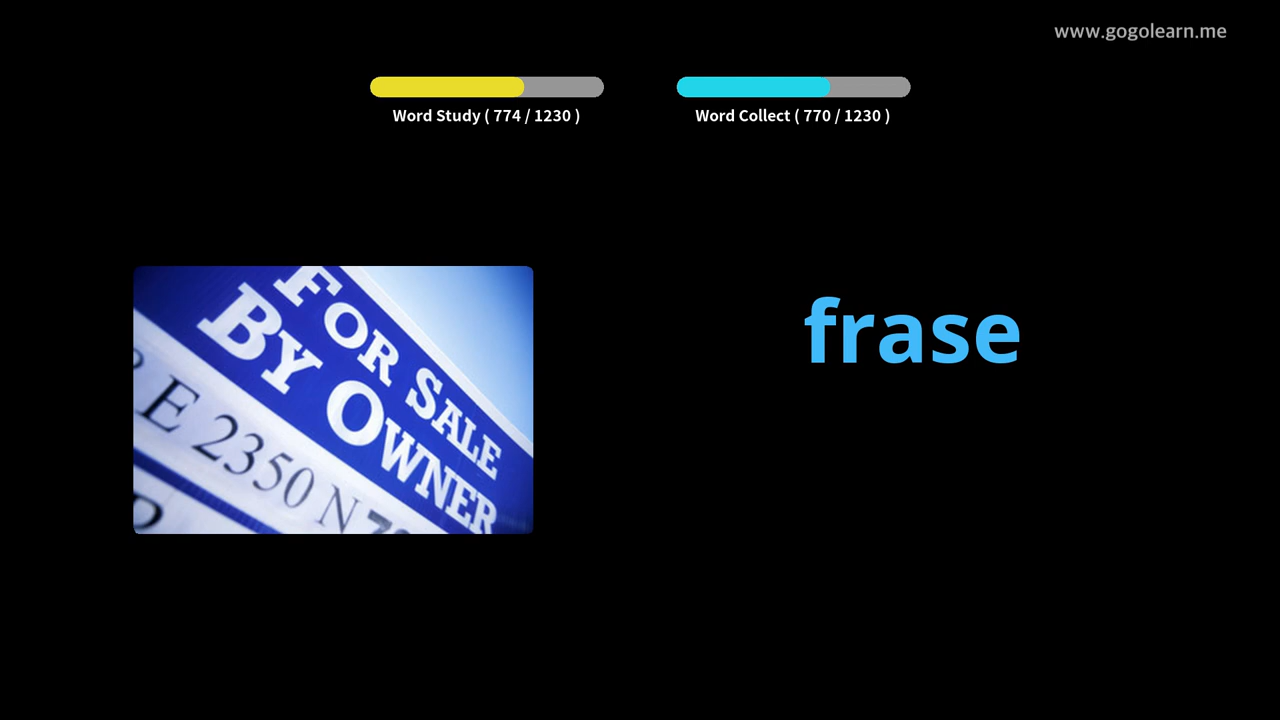 www.gogolearn.me
Word Study ( 774 / 1230 )
Word Collect ( 770 / 1230 )
frase
FOR SALE
BY OWNER
E 2350 N